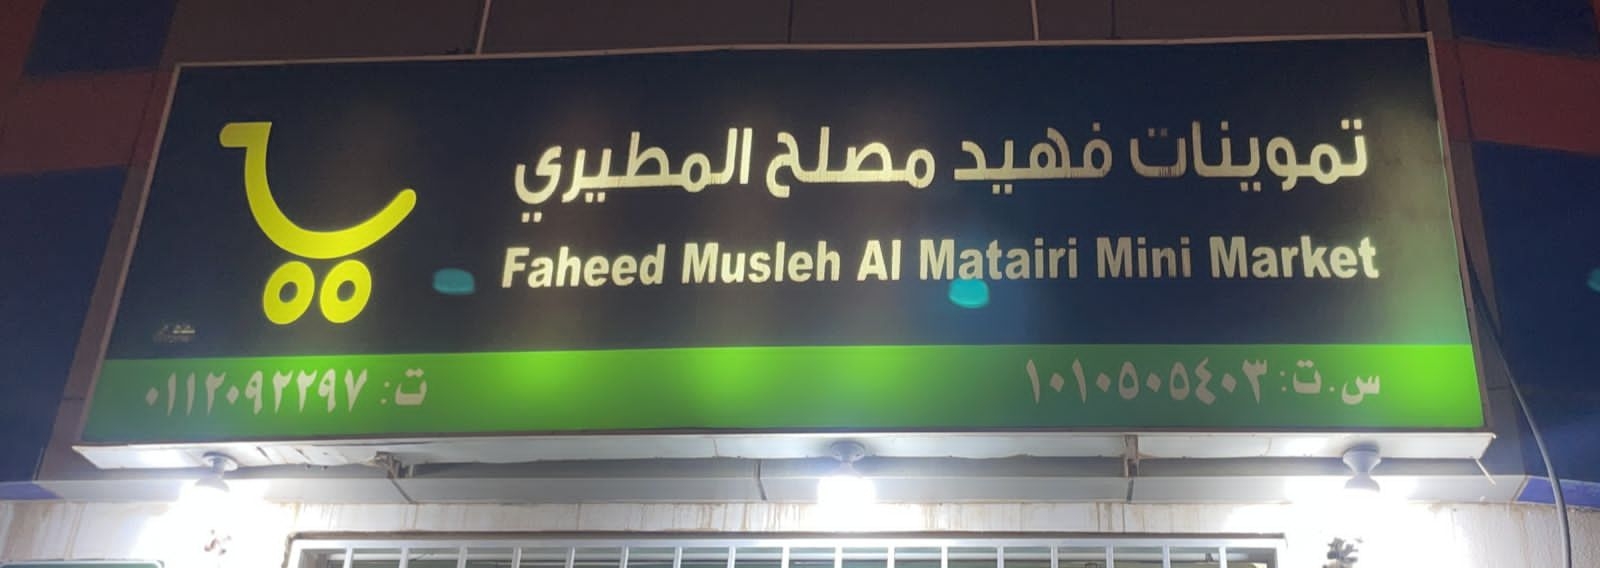 تموينات فهيد مصلح المطيري
Faheed Musleh Al Matairi Mini Market
س.ت: ١٠١٠٥٠٥٤٠٣
ت: ٠١١٢٠٩٢٢٩٧